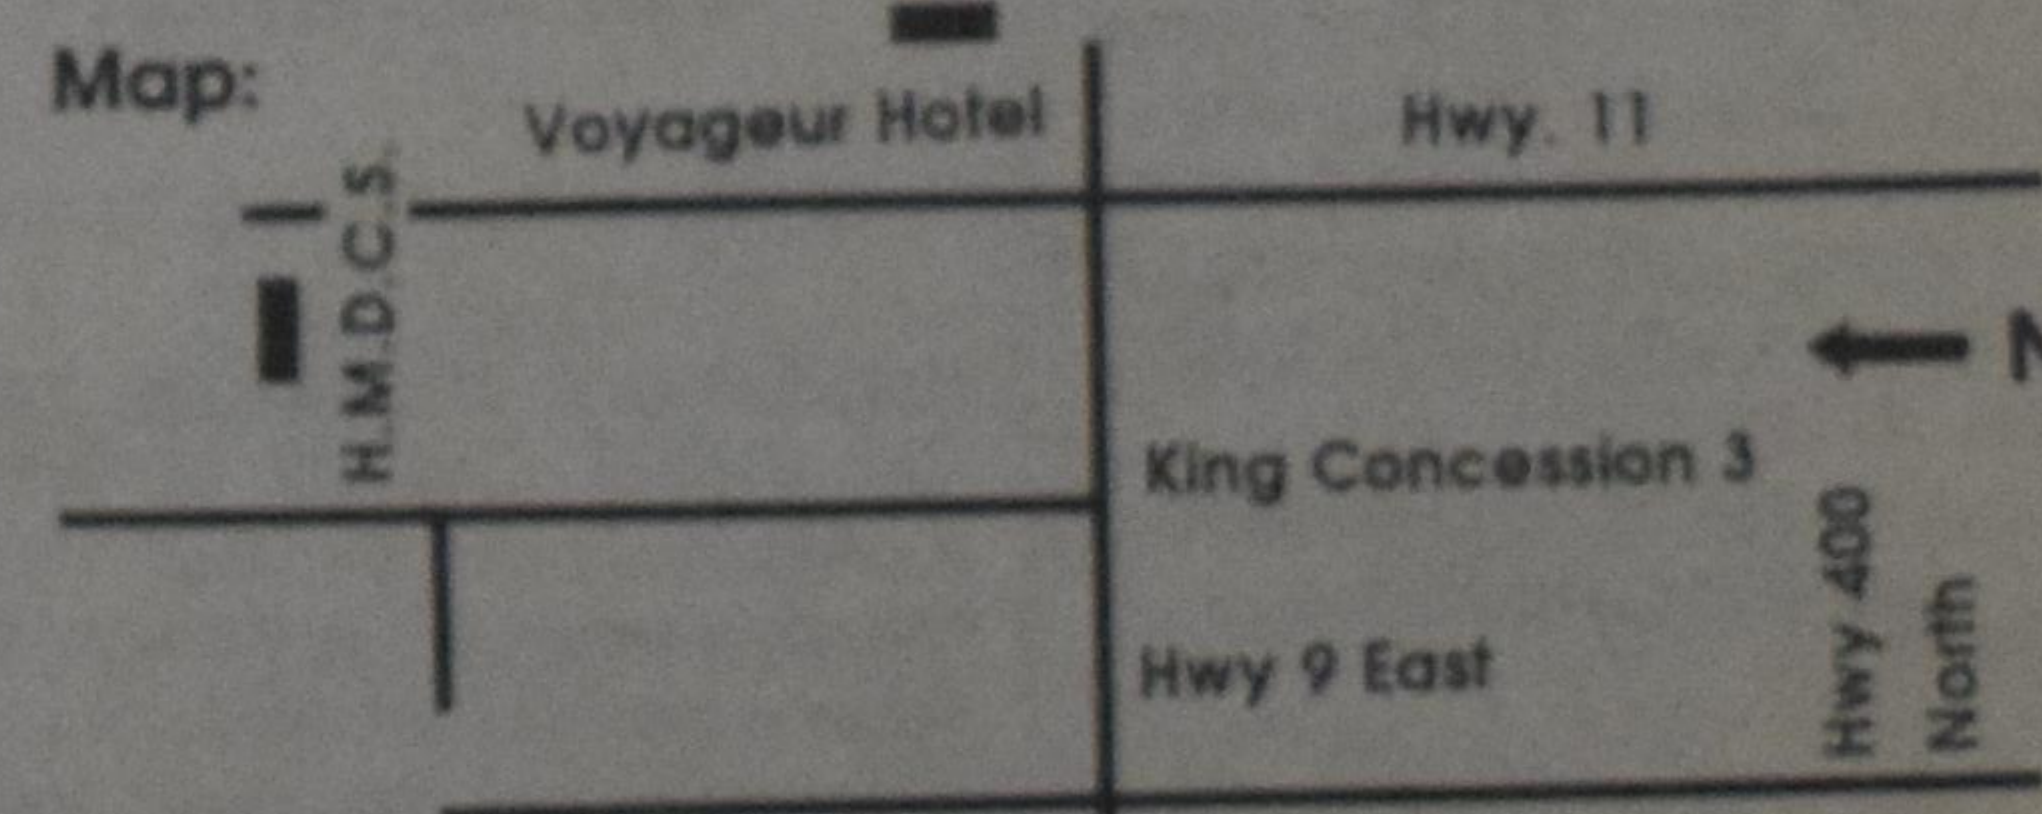 Map:
Voyageur Hotel
Hwy. 11
H.M.D.C.S.
N
King Concession 3
Hwy 9 East
Hwy 400
North